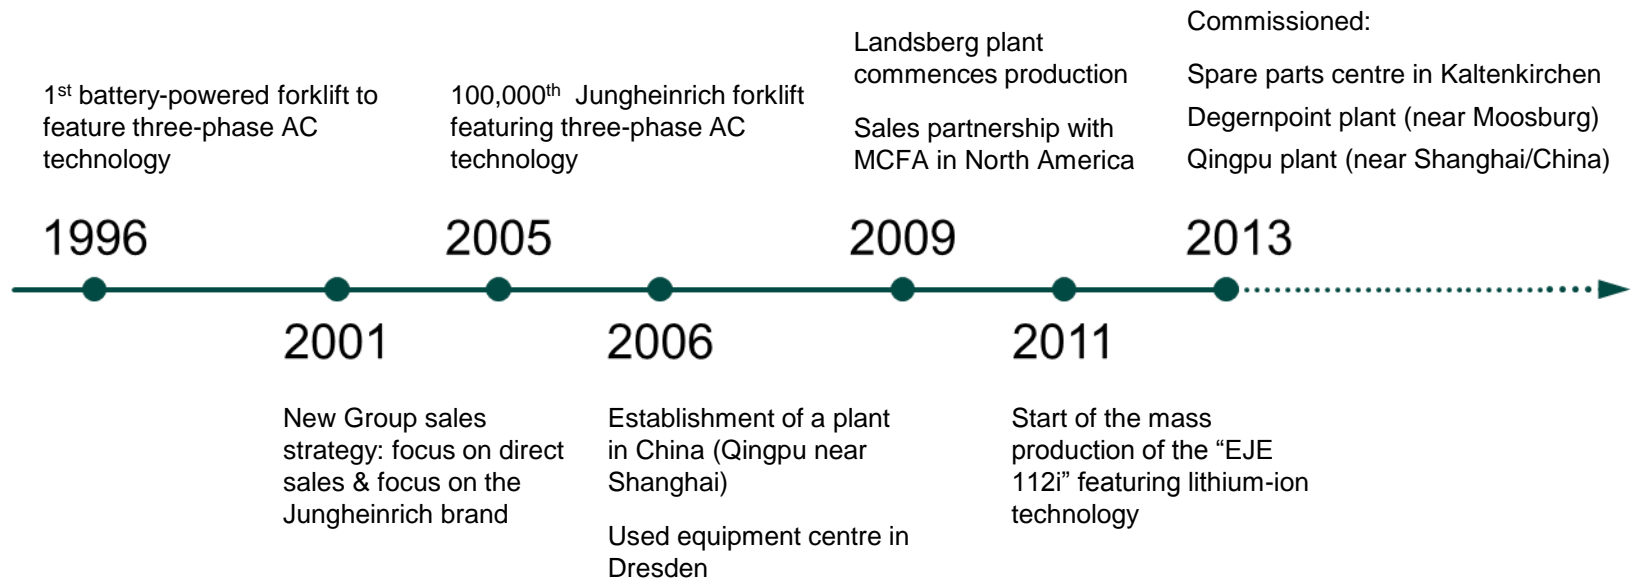 1996
1st battery-powered forklift to
feature three-phase AC
technology
2001
New Group sales
strategy: focus on direct
sales & focus on the
Jungheinrich brand
2005
100,000th Jungheinrich forklift
featuring three-phase AC
technology
2006
Establishment of a plant
in China (Qingpu near
Shanghai)
Used equipment centre in
Dresden
2009
Landsberg plant
commences production
Sales partnership with
MCFA in North America
2011
Start of the mass
production of the “EJE
112i” featuring lithium-ion
technology
2013
Commissioned:
Spare parts centre in Kaltenkirchen
Degernpoint plant (near Moosburg)
Qingpu plant (near Shanghai/China)